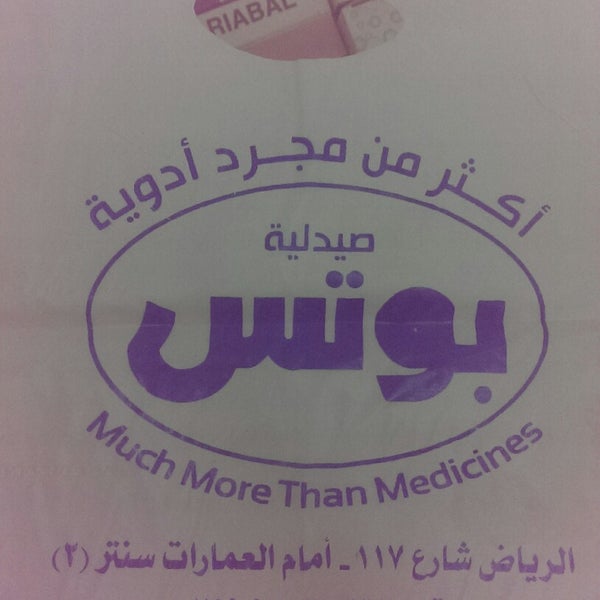 RIABAL
أكثر من مجرد أدوية
صيدلية
بوتس
Much More Than Medicines
الرياض شارع ١١٧ - أمام العمارات سنتر (٢)